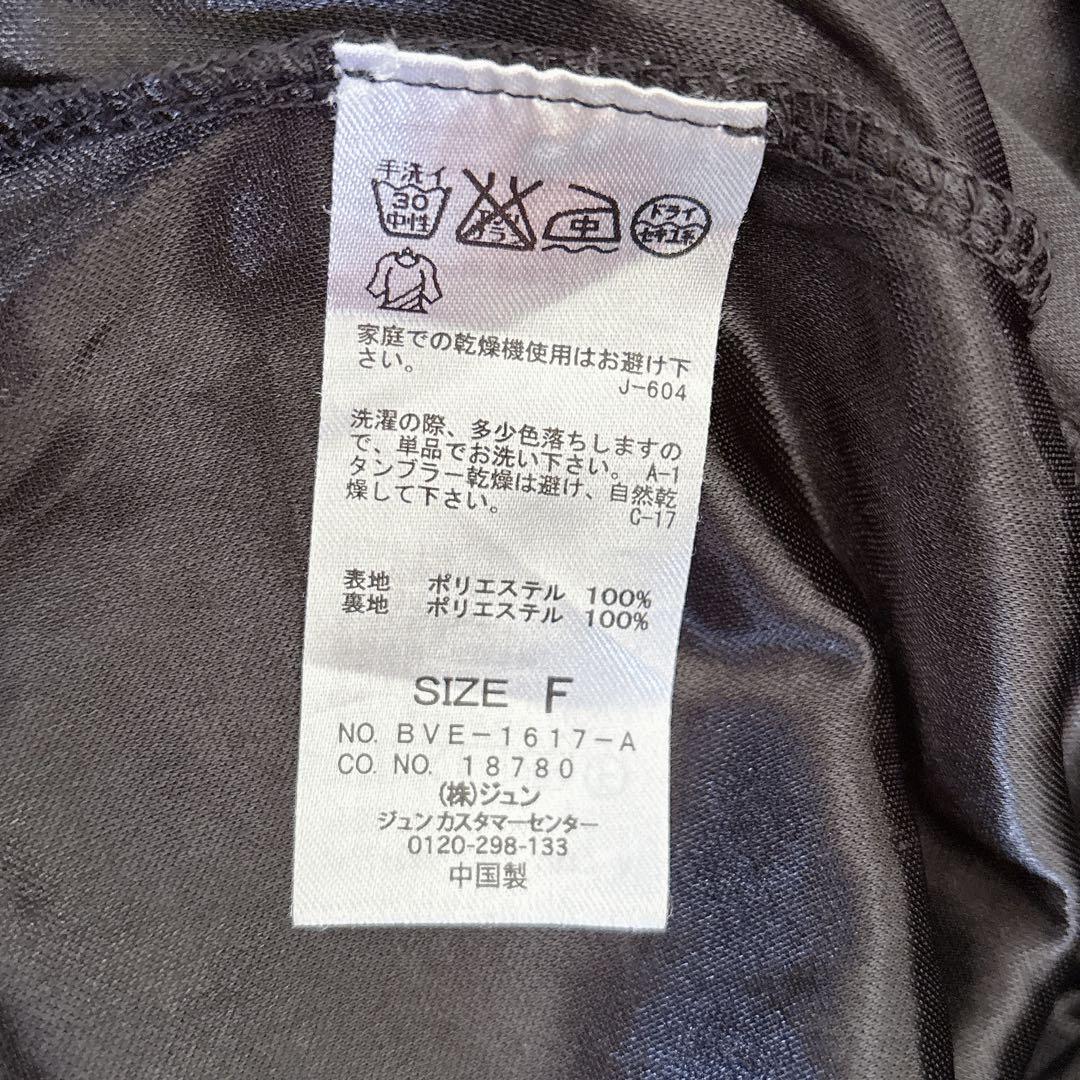 手洗イ
30
中性
エンソ
サラシ
中
ドライ
セキユ系
家庭での乾燥機使用はお避け下
さい。
J-604
洗濯の際、多少色落ちしますの
で、単品でお洗い下さい。 A-1
タンブラー乾燥は避け、自然乾
燥して下さい。
C-17
表地 ポリエステル 100%
裏地 ポリエステル 100%
SIZE F
NO. BVE-1617-A
CO. NO. 18780
(株)ジュン
ジュンカスタマーセンター
0120-298-133
中国製